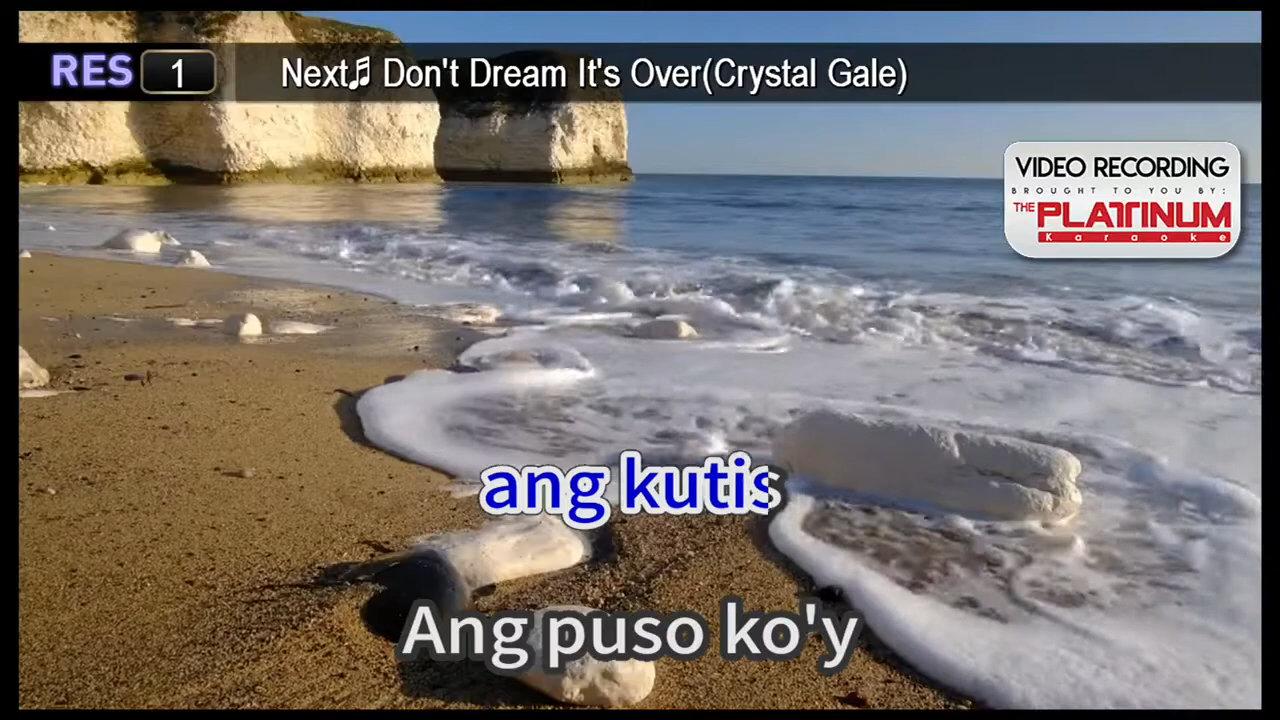 RES 1 Next♫ Don't Dream It's Over(Crystal Gale)
VIDEO RECORDING
BROUGHT TO YOU BY:
THE PLATINUM
Karaoke
ang kutis
Ang puso ko'y